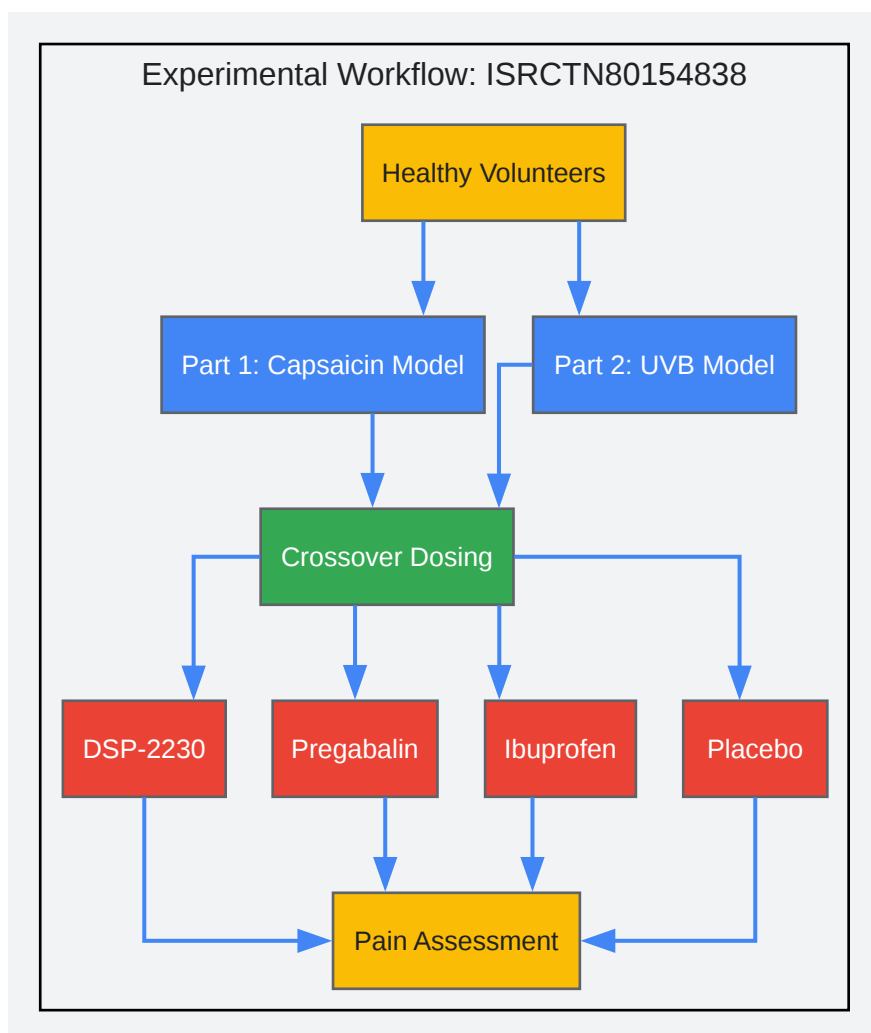 Experimental Workflow: ISRCTN80154838
Healthy Volunteers
Part 1: Capsaicin Model
Part 2: UVB Model
Crossover Dosing
DSP-2230
Pregabalin
Ibuprofen
Placebo
Pain Assessment